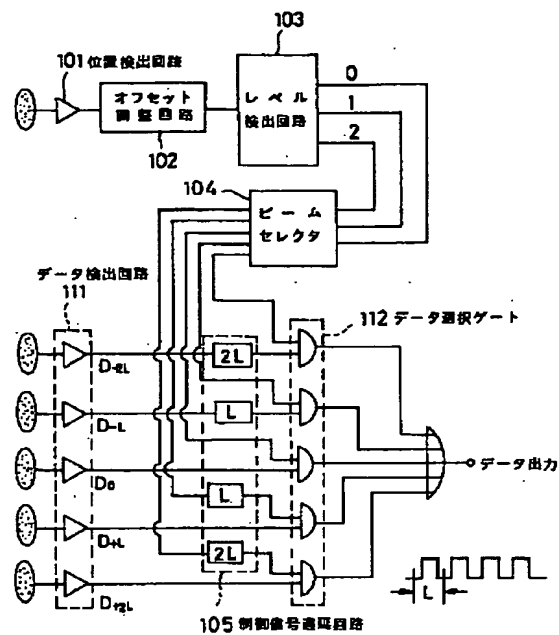 103
101 位置検出回路
オフセット
調整回路
102
レベル
検出回路
0
1
2
104
ビーム
セレクタ
データ検出回路
111
112 データ選択ゲート
2L
D-2L
L
D-L
D0
データ出力
L
D+L
2L
D+2L
L
105 制御信号遅延回路